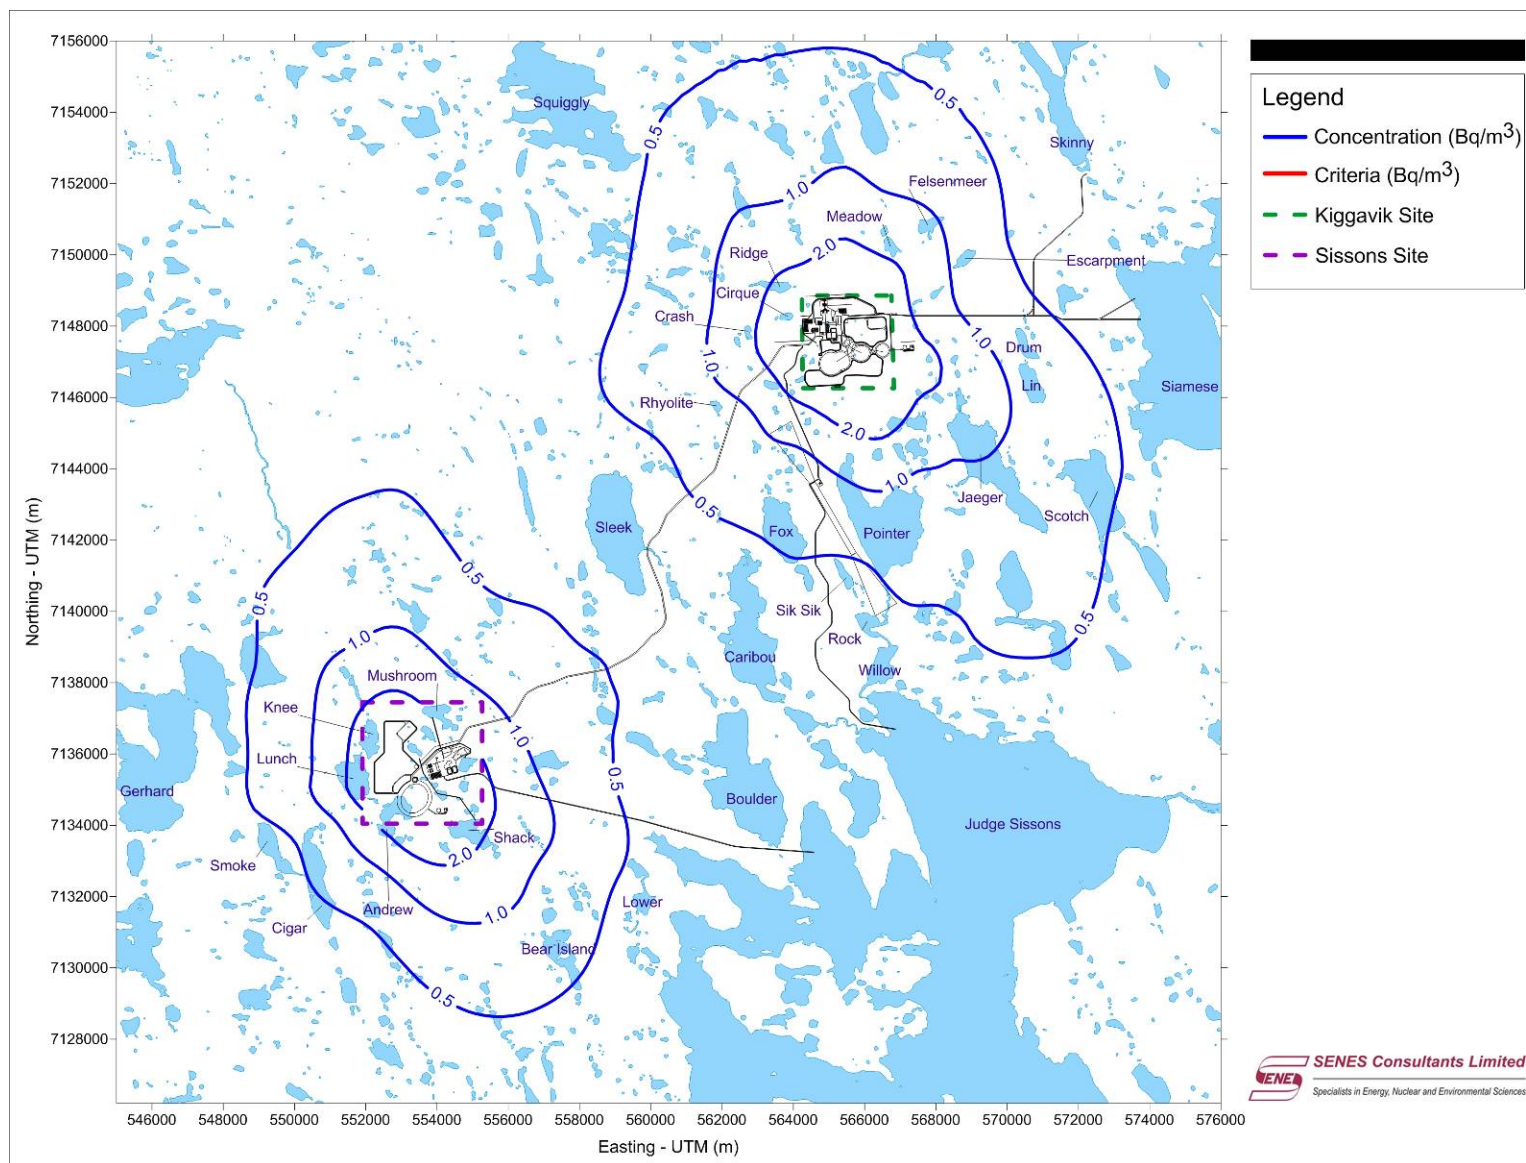 7156000
7154000
7152000
7150000
7148000
7146000
7144000
7142000
7140000
7138000
7136000
7134000
7132000
7130000
7128000
Northing - UTM (m)
546000 548000 550000 552000 554000 556000 558000 560000 562000 564000 566000 568000 570000 572000 574000 576000
Easting - UTM (m)
Squiggly
0.5
0.5
Skinny
1.0
Felsenmeer
Meadow
2.0
Ridge
Escarpment
Cirque
Crash
1.0
1.0
Drum
Lin
Siamese
Rhyolite
2.0
1.0
Jaeger
Scotch
0.5
Sleek
Fox
Pointer
0.5
0.5
Sik Sik
Rock
0.5
1.0
Caribou
Willow
Mushroom
Knee
1.0
Lunch
0.5
Gerhard
Boulder
Judge Sissons
Shack
2.0
Smoke
Andrew
1.0
Lower
Cigar
Bear Island
0.5
Legend
Concentration (Bq/m³)
Criteria (Bq/m³)
Kiggavik Site
Sissons Site
SENES
SENES Consultants Limited
Specialists in Energy, Nuclear and Environmental Sciences